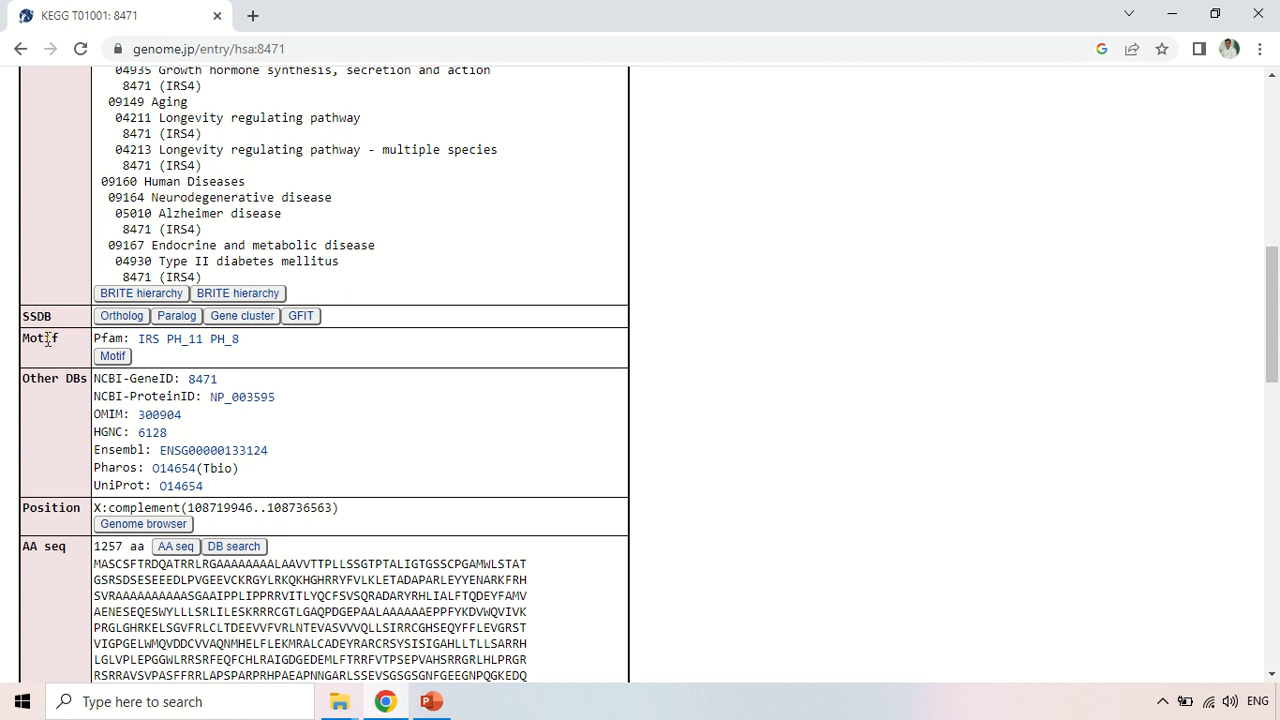 KEGG T01001: 8471
genome.jp/entry/hsa:8471
04935 Growth hormone synthesis, secretion and action
8471 (IRS4)
09149 Aging
04211 Longevity regulating pathway
8471 (IRS4)
04213 Longevity regulating pathway - multiple species
8471 (IRS4)
09160 Human Diseases
09164 Neurodegenerative disease
05010 Alzheimer disease
8471 (IRS4)
09167 Endocrine and metabolic disease
04930 Type II diabetes mellitus
8471 (IRS4)
BRITE hierarchy BRITE hierarchy
SSDB Ortholog Paralog Gene cluster GFIT
Motif Pfam: IRS PH_11 PH_8
Motif
Other DBs NCBI-GeneID: 8471
NCBI-ProteinID: NP_003595
OMIM: 300904
HGNC: 6128
Ensembl: ENSG00000133124
Pharos: O14654(Tbio)
UniProt: O14654
Position X:complement(108719946..108736563)
Genome browser
AA seq 1257 aa AA seq DB search
MASCSFTRDQATRRLRGAAAAAAAALAAVVTTPLLSSGTPTALIGTGSSCPGAMWLSTAT
GSRSDSESEEEDLPVGEEVCKRGYLRKQKHGHRRYFVLKLETADAPARLEYYENARKFRH
SVRAAAAAAAAAASGAAIPPLIPPRRVITLYQCFSVSQRADARYRHLIALFTQDEYFAMV
AENESEQESWYLLLSRLILESKRRRCGTLGAQPDGEPAALAAAAAAEPPFYKDVWQVIVK
PRGLGHRKELSGVFRLCLTDEEVVFVRLNTEVASVVVQLLSIRRCGHSEQYFFLEVGRST
VIGPGELWMQVDDCVVAQNMHELFLEKMRALCADEYRARCRSYSISIGAHLLTLLSARRH
LGLVPLEPGGWLRRSRFEQFCHLRAIGDGEDEMLFTRRFVTPSEPVAHSRRGRLHLPRGR
RSRRAVSVPASFFRRLAPSPARPRHPAEAPNNGARLSSEVSGSGSGNFGEEGNPQGKEDQ
Type here to search
ENG